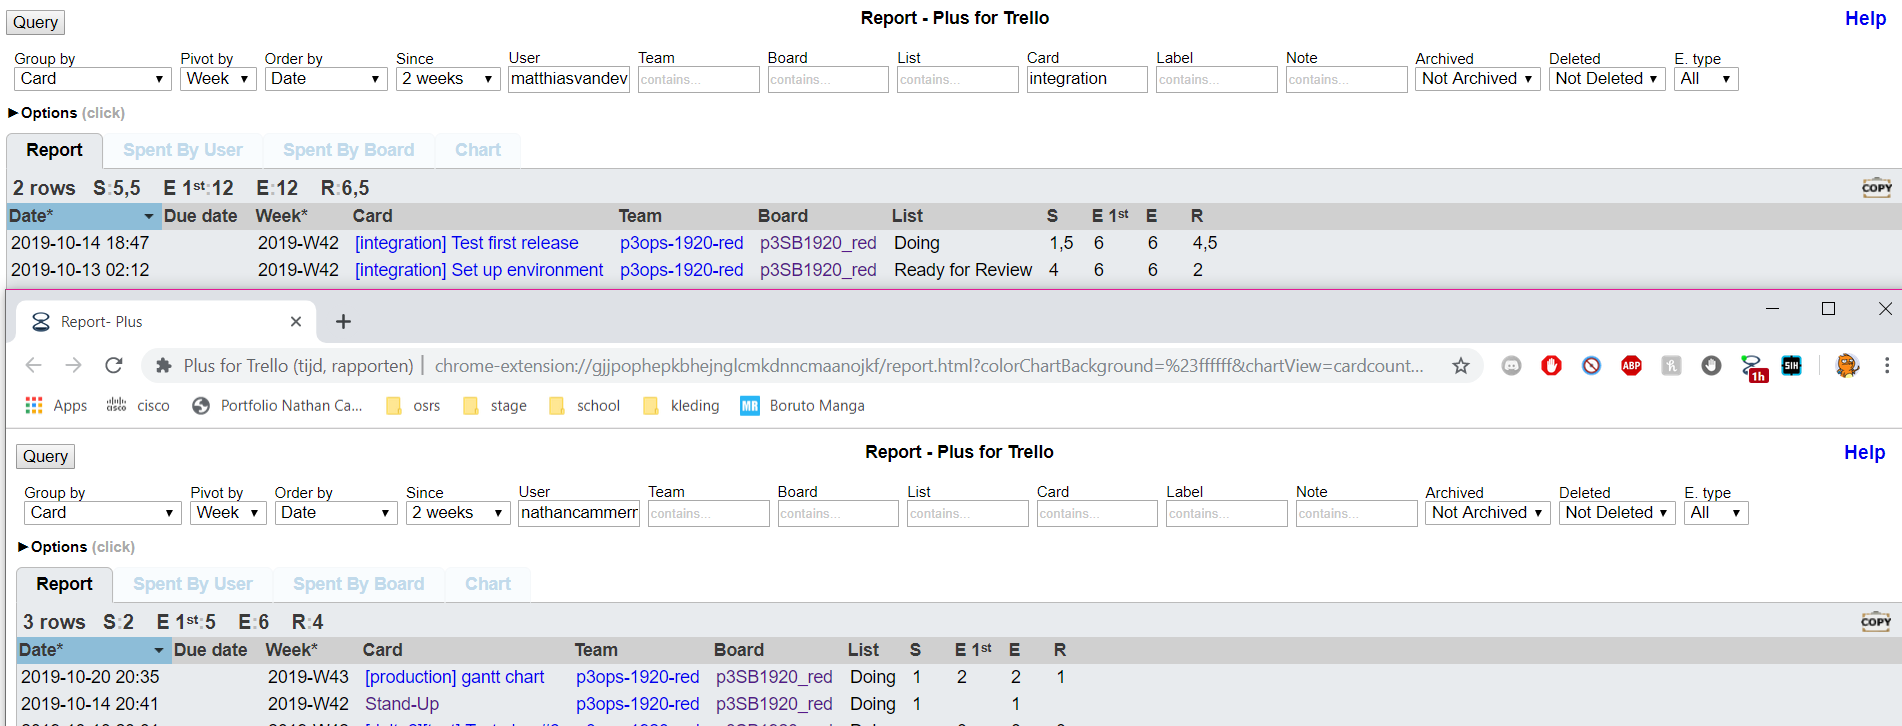 Query Report - Plus for Trello Help
Group by Pivot by Order by Since User Team Board List Card Label Note Archived Deleted E. type
Card Week Date 2 weeks matthiasvandev contains... contains... contains... integration contains... contains... Not Archived Not Deleted All
Options (click)
Report Spent By User Spent By Board Chart
2 rows S:5,5 E 1st:12 E:12 R:6,5 COPY
Date* Due date Week* Card Team Board List S E 1st E R
2019-10-14 18:47 2019-W42 [integration] Test first release p3ops-1920-red p3SB1920_red Doing 1,5 6 6 4,5
2019-10-13 02:12 2019-W42 [integration] Set up environment p3ops-1920-red p3SB1920_red Ready for Review 4 6 6 2
Report- Plus
Plus for Trello (tijd, rapporten) | chrome-extension://gjjpophepkbhejnglcmkdnncmaanojkf/report.html?colorChartBackground=%23ffffff&chartView=cardcount... ABP 1h SIH
Apps cisco cisco Portfolio Nathan Ca... osrs stage school kleding MR Boruto Manga
Query Report - Plus for Trello Help
Group by Pivot by Order by Since User Team Board List Card Label Note Archived Deleted E. type
Card Week Date 2 weeks nathancammerr contains... contains... contains... contains... contains... contains... Not Archived Not Deleted All
Options (click)
Report Spent By User Spent By Board Chart
3 rows S:2 E 1st:5 E:6 R:4 COPY
Date* Due date Week* Card Team Board List S E 1st E R
2019-10-20 20:35 2019-W43 [production] gantt chart p3ops-1920-red p3SB1920_red Doing 1 2 2 1
2019-10-14 20:41 2019-W42 Stand-Up p3ops-1920-red p3SB1920_red Doing 1 1